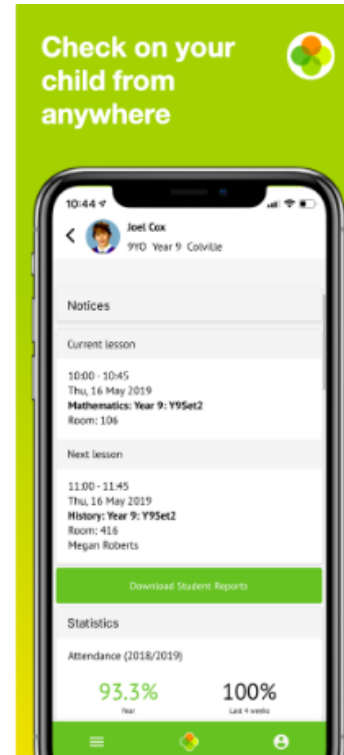 Check on your
child from
anywhere
10:44
Joel Cox
9YO Year 9 Colville
Notices
Current lesson
10:00 - 10:45
Thu, 16 May 2019
Mathematics: Year 9: Y9Set2
Room: 106
Next lesson
11:00 - 11:45
Thu, 16 May 2019
History: Year 9: Y9Set2
Room: 416
Megan Roberts
Download Student Reports
Statistics
Attendance (2018/2019)
93.3% 100%
Year Last 4 weeks